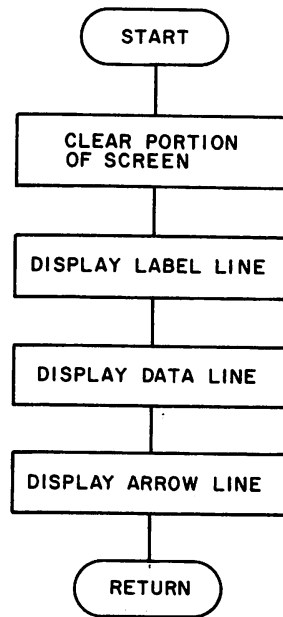 START
CLEAR PORTION
OF SCREEN
DISPLAY LABEL LINE
DISPLAY DATA LINE
DISPLAY ARROW LINE
RETURN